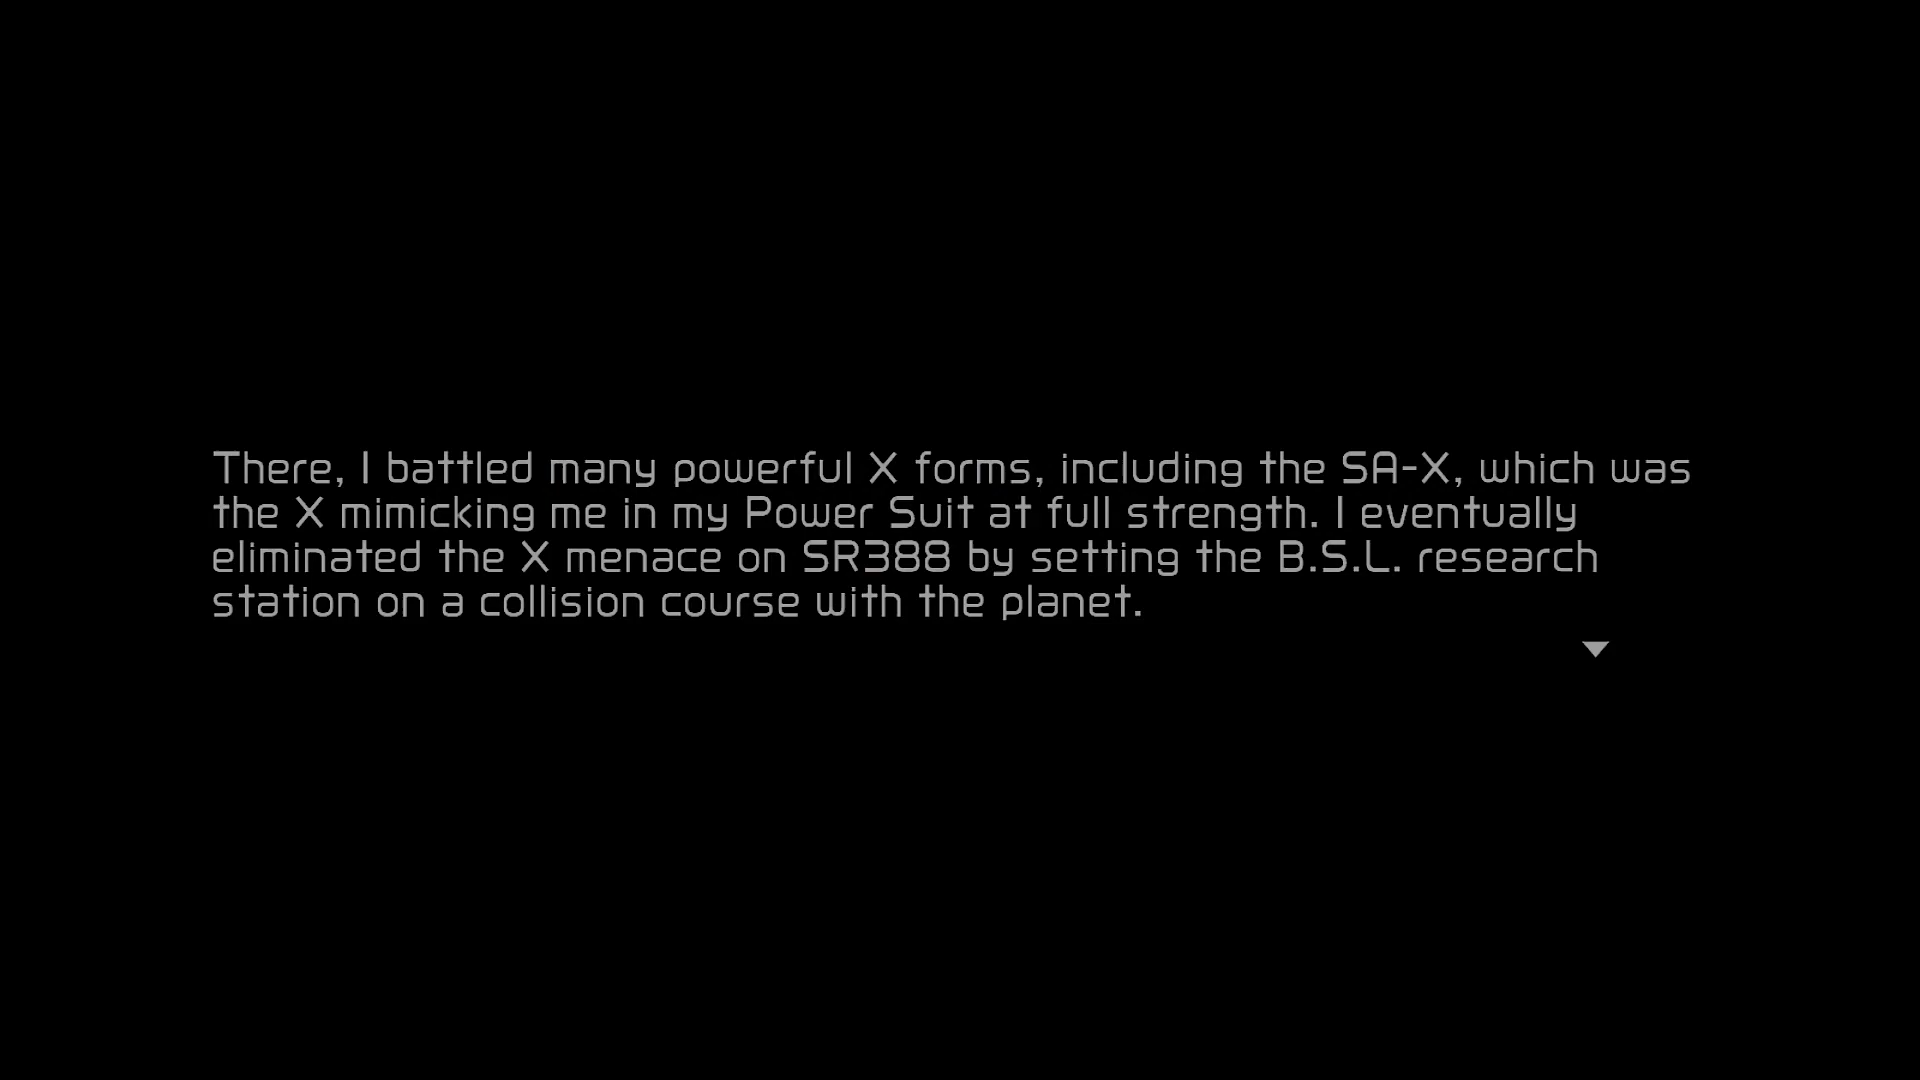 There, I battled many powerful X forms, including the SA-X, which was
the X mimicking me in my Power Suit at full strength. I eventually
eliminated the X menace on SR388 by setting the B.S.L. research
station on a collision course with the planet.